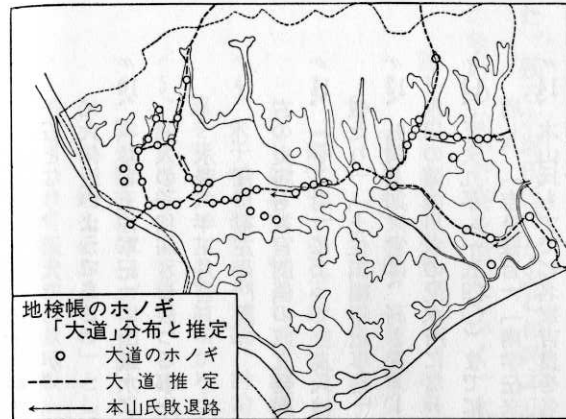 地検帳のホノギ
「大道」分布と推定
大道のホノギ
大道推定
本山氏敗退路